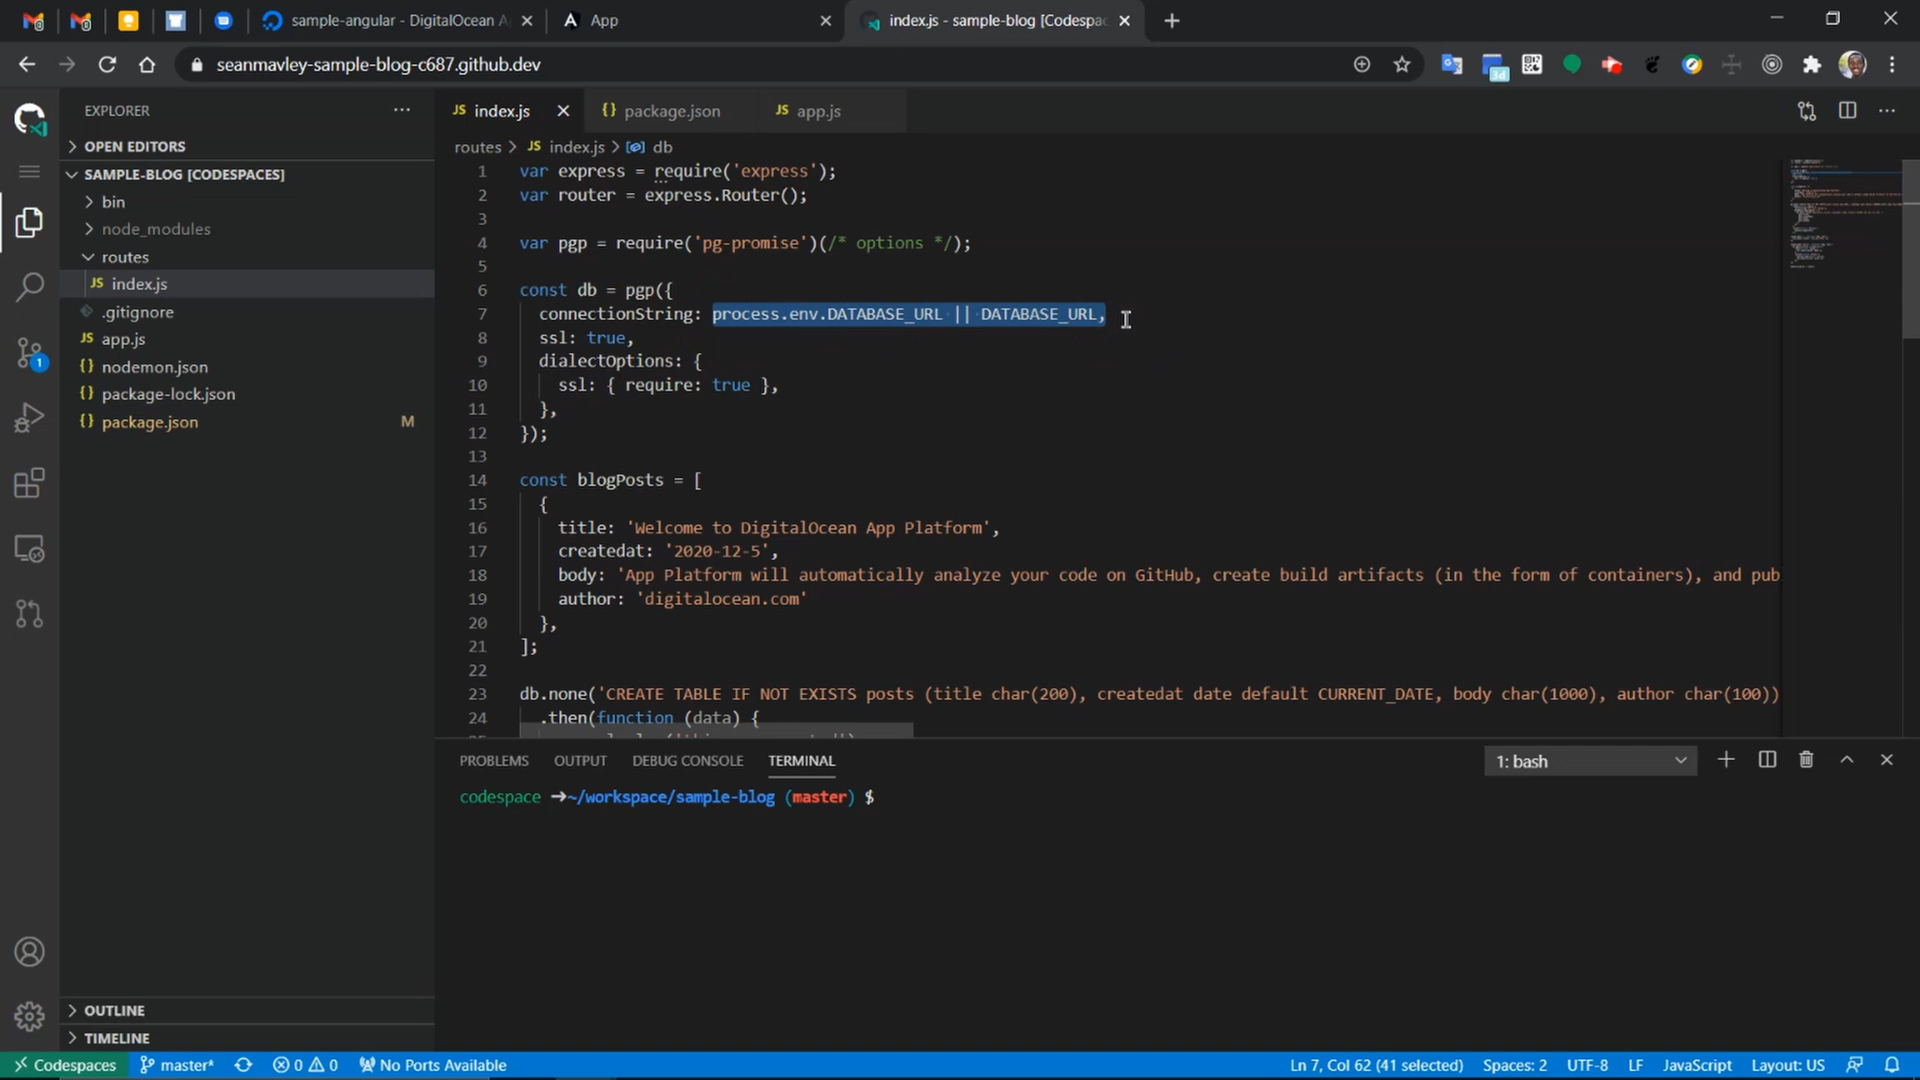 sample-angular - DigitalOcean A
App
index.js - sample-blog [Codespac
seanmavley-sample-blog-c687.github.dev
EXPLORER
OPEN EDITORS
SAMPLE-BLOG [CODESPACES]
bin
node_modules
routes
JS index.js
.gitignore
JS app.js
{} nodemon.json
{} package-lock.json
{} package.json M
JS index.js
{} package.json
JS app.js
routes > JS index.js > db
1 var express = require('express');
2 var router = express.Router();
3
4 var pgp = require('pg-promise')(/* options */);
5
6 const db = pgp({
7 connectionString: process.env.DATABASE_URL || DATABASE_URL,
8 ssl: true,
9 dialectOptions: {
10 ssl: { require: true },
11 },
12 });
13
14 const blogPosts = [
15 {
16 title: 'Welcome to DigitalOcean App Platform',
17 createdat: '2020-12-5',
18 body: 'App Platform will automatically analyze your code on GitHub, create build artifacts (in the form of containers), and pub
19 author: 'digitalocean.com'
20 },
21 ];
22
23 db.none('CREATE TABLE IF NOT EXISTS posts (title char(200), createdat date default CURRENT_DATE, body char(1000), author char(100))
24 .then(function (data) {
PROBLEMS OUTPUT DEBUG CONSOLE TERMINAL
1: bash
codespace ➜~/workspace/sample-blog (master) $
OUTLINE
TIMELINE
Codespaces master* 0 0 No Ports Available
Ln 7, Col 62 (41 selected) Spaces: 2 UTF-8 LF JavaScript Layout: US